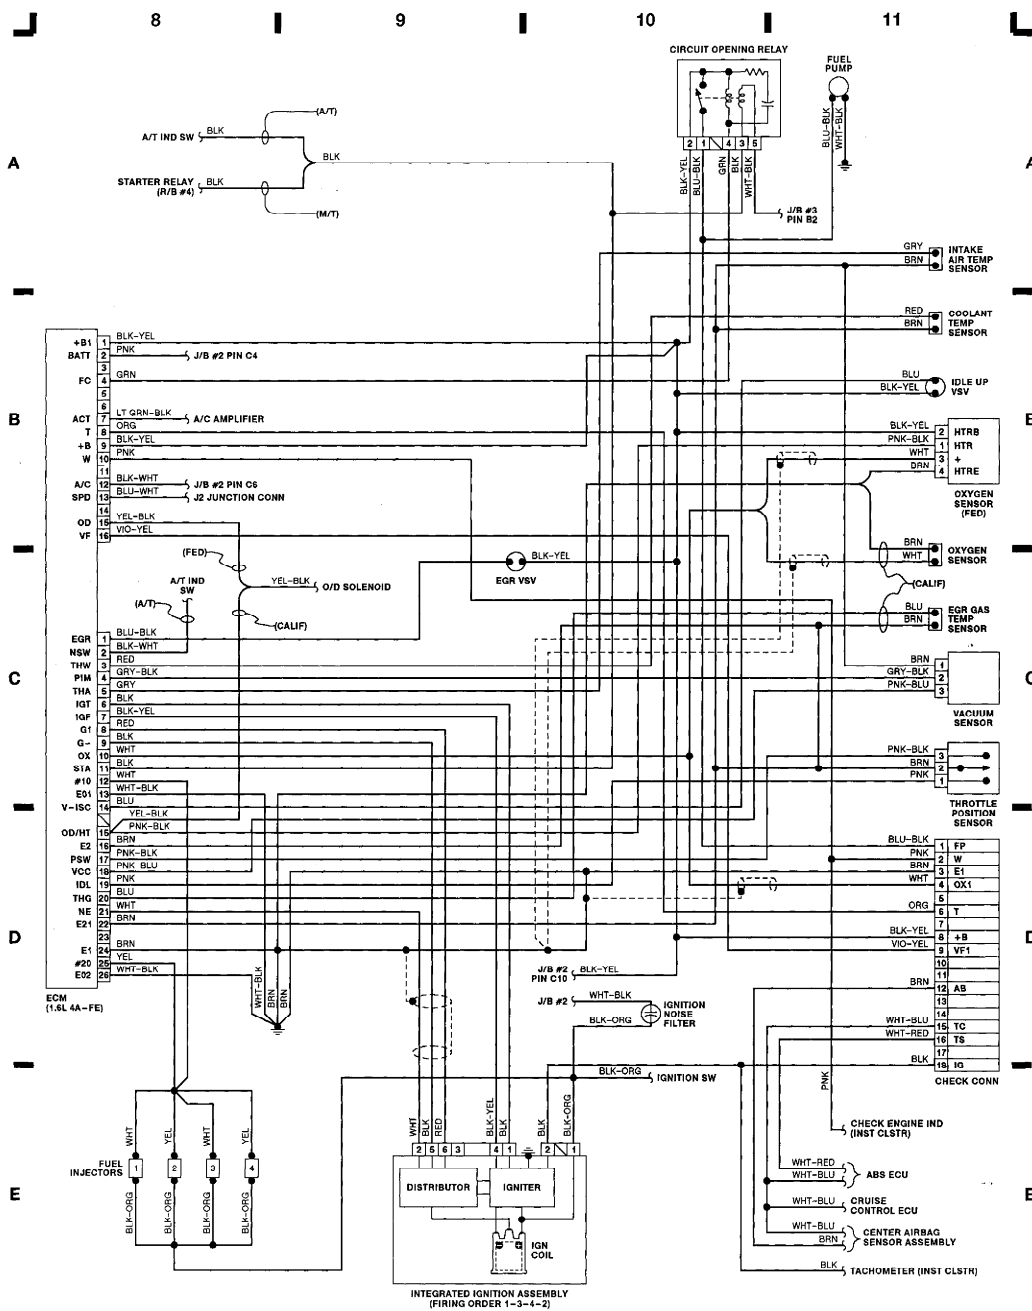 8 9 10 11
CIRCUIT OPENING RELAY
FUEL
PUMP
(A/T)
A/T IND SW BLK
BLK
STARTER RELAY BLK
(R/B #4)
(M/T)
A
A
2 1 4 3 5
BLK-YEL
BLU-BLK
GRN
BLK
WHT-BLK
BLU-BLK
WHT-BLK
J/B #3
PIN B2
GRY
BRN
INTAKE
AIR TEMP
SENSOR
RED
BRN
COOLANT
TEMP
SENSOR
BLU
BLK-YEL
IDLE UP
VSV
B
+B1 1 BLK-YEL
BATT 2 PNK J/B #2 PIN C4
3
FC 4 GRN
5
6
ACT 7 LT GRN-BLK A/C AMPLIFIER
T 8 ORG
+B 9 BLK-YEL
W 10 PNK
11
A/C 12 BLK-WHT J/B #2 PIN C6
SPD 13 BLU-WHT J2 JUNCTION CONN
14
OD 15 YEL-BLK
VF 16 VIO-YEL
BLK-YEL 2 HTRB
PNK-BLK 1 HTR
WHT 3 +
BRN 4 HTRE
OXYGEN
SENSOR
(FED)
BRN
WHT
OXYGEN
SENSOR
(CALIF)
BLU
BRN
EGR GAS
TEMP
SENSOR
(FED)
A/T IND
SW
(A/T)
YEL-BLK O/D SOLENOID
(CALIF)
BLK-YEL
EGR VSV
C
EGR 1 BLU-BLK
NSW 2 BLK-WHT
THW 3 RED
PIM 4 GRY-BLK
THA 5 GRY
IGT 6 BLK
IGF 7 BLK-YEL
G1 8 RED
G- 9 BLK
OX 10 WHT
STA 11 BLK
#10 12 WHT
E01 13 WHT-BLK
V-ISC 14 BLU
YEL-BLK
OD/HT 15 PNK-BLK
E2 16 BRN
PSW 17 PNK-BLK
VCC 18 PNK BLU
IDL 19 PNK
THG 20 BLU
NE 21 WHT
E21 22 BRN
23
E1 24 BRN
#20 25 YEL
E02 26 WHT-BLK
ECM
(1.6L 4A-FE)
BRN 1
GRY-BLK 2
PNK-BLU 3
VACUUM
SENSOR
PNK-BLK 3
BRN 2
PNK 1
THROTTLE
POSITION
SENSOR
D
BLU-BLK 1 FP
PNK 2 W
BRN 3 E1
WHT 4 OX1
5
ORG 6 T
7
BLK-YEL 8 +B
VIO-YEL 9 VF1
10
11
BRN 12 AB
13
14
WHT-BLU 15 TC
WHT-RED 16 TS
17
BLK 18 IG
CHECK CONN
WHT-BLK
BRN
BRN
J/B #2
PIN C10
BLK-YEL
J/B #2
WHT-BLK
BLK-ORG
IGNITION
NOISE
FILTER
BLK-ORG IGNITION SW
PNK
E
WHT
YEL
WHT
YEL
FUEL
INJECTORS
1 2 3 4
BLK-ORG
BLK-ORG
BLK-ORG
BLK-ORG
WHT
BLK
RED
BLK-YEL
BLK
BLK
BLK-ORG
2 5 6 3 4 1 2 1
DISTRIBUTOR
IGNITER
IGN
COIL
INTEGRATED IGNITION ASSEMBLY
(FIRING ORDER 1-3-4-2)
CHECK ENGINE IND
(INST CLSTR)
WHT-RED
WHT-BLU
ABS ECU
WHT-BLU
CRUISE
CONTROL ECU
WHT-BLU
BRN
CENTER AIRBAG
SENSOR ASSEMBLY
BLK TACHOMETER (INST CLSTR)